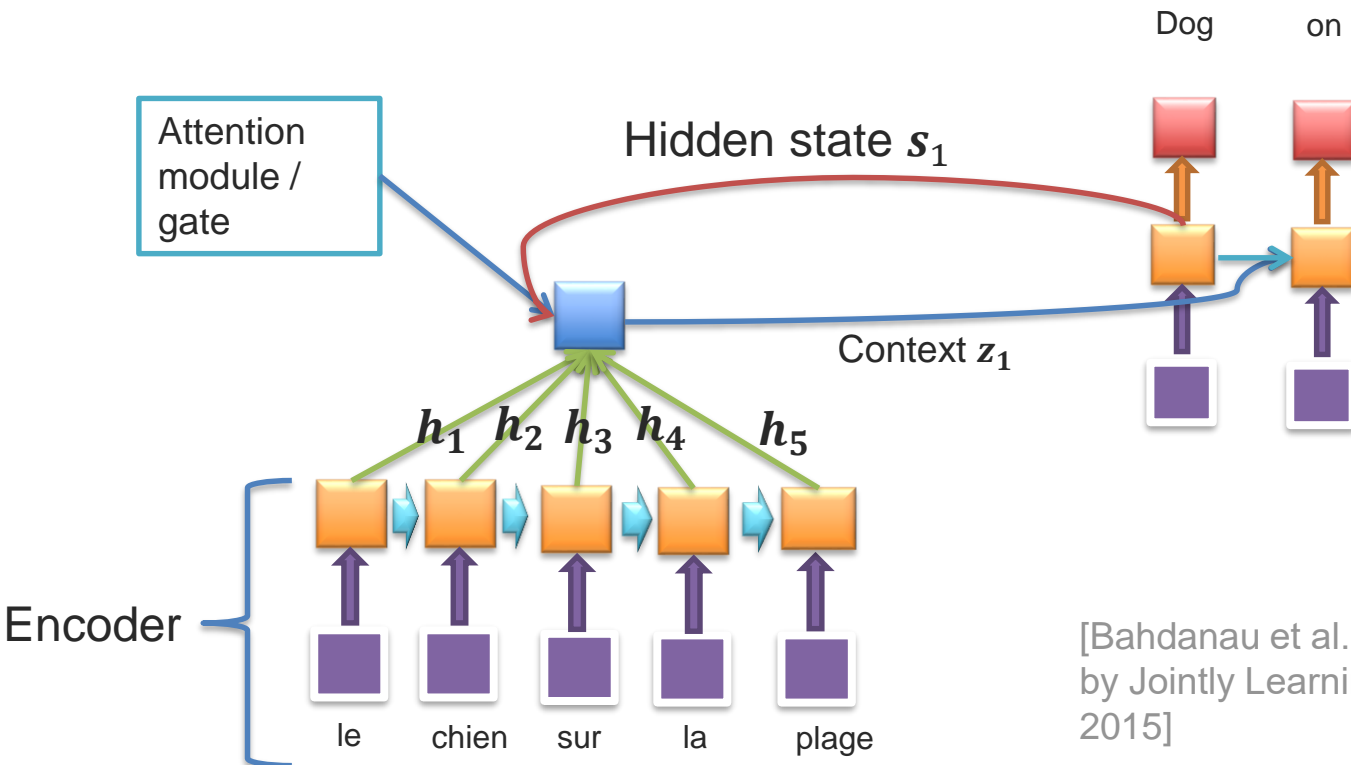 Dog on
Attention
module /
gate
Hidden state s₁
Context z₁
h₁ h₂ h₃ h₄ h₅
Encoder
le chien sur la plage
[Bahdanau et al.
by Jointly Learni
2015]